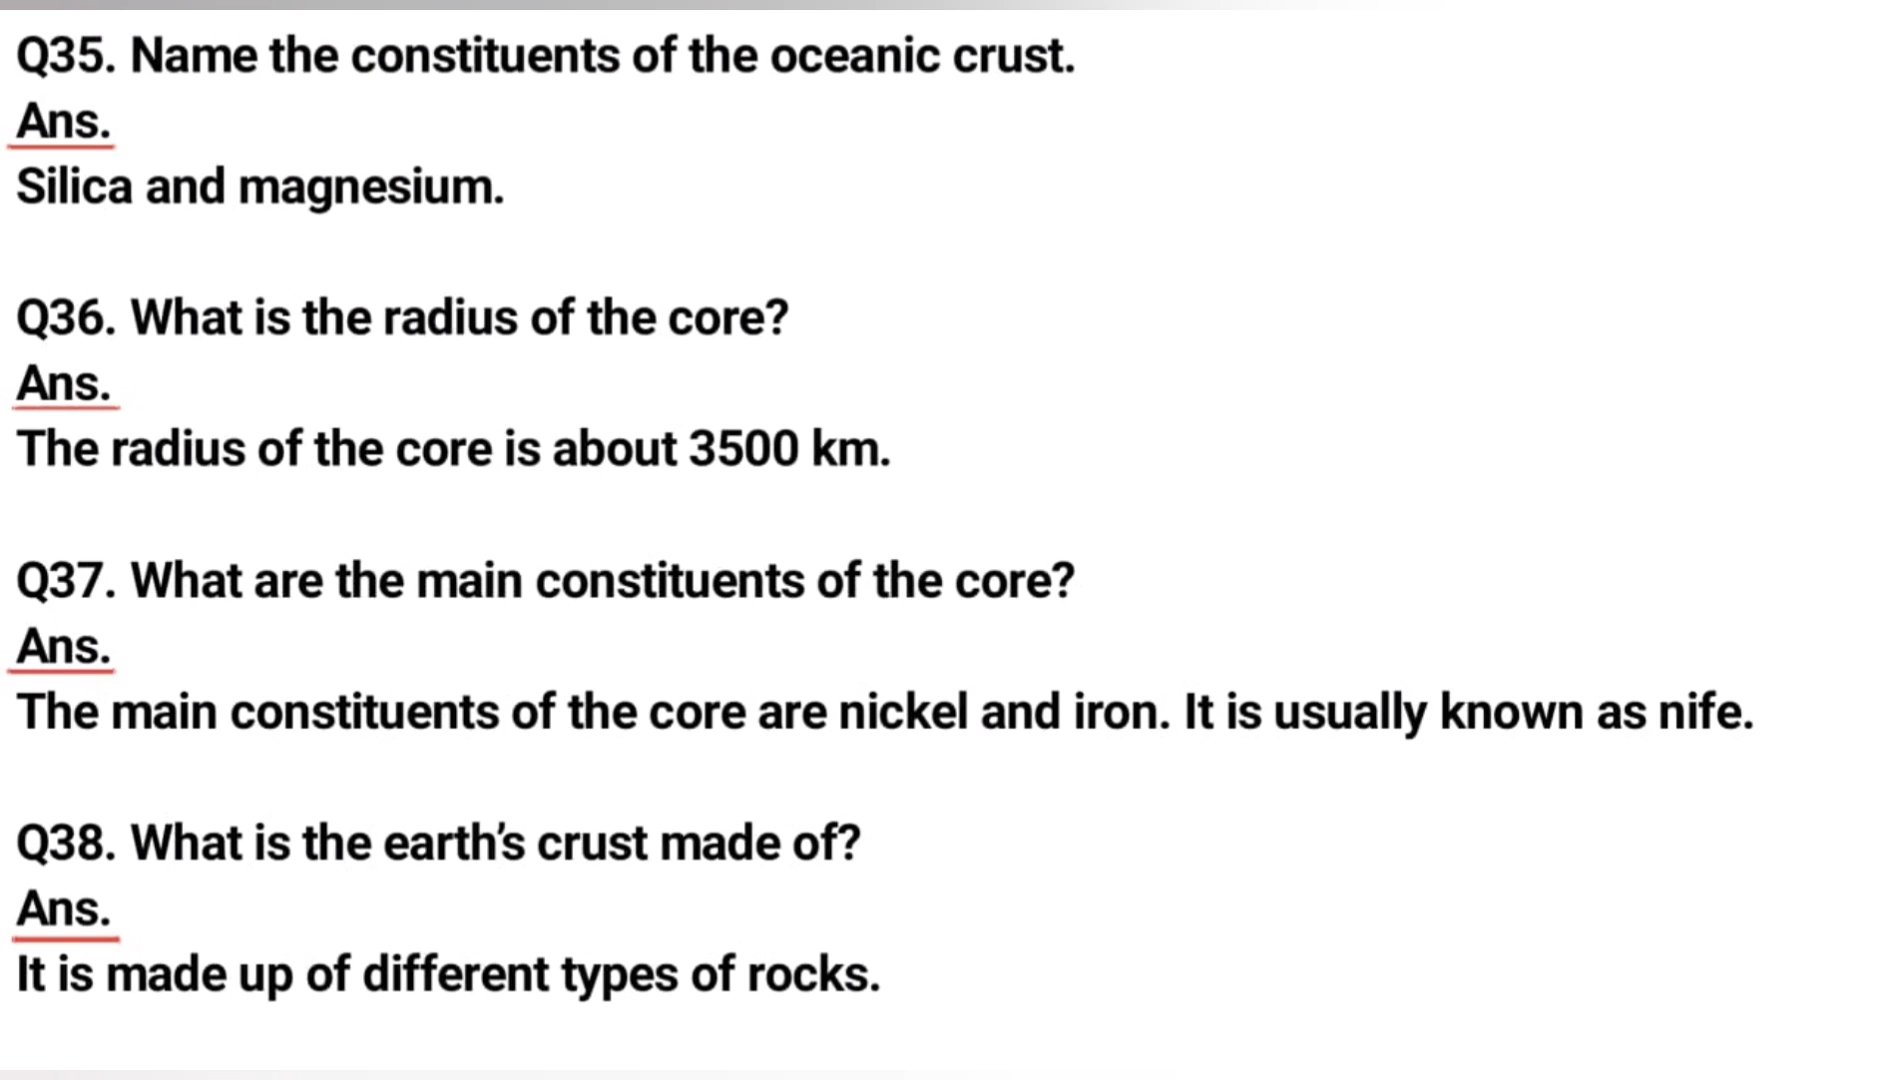 Q35. Name the constituents of the oceanic crust.
Ans.
Silica and magnesium.
Q36. What is the radius of the core?
Ans.
The radius of the core is about 3500 km.
Q37. What are the main constituents of the core?
Ans.
The main constituents of the core are nickel and iron. It is usually known as nife.
Q38. What is the earth’s crust made of?
Ans.
It is made up of different types of rocks.